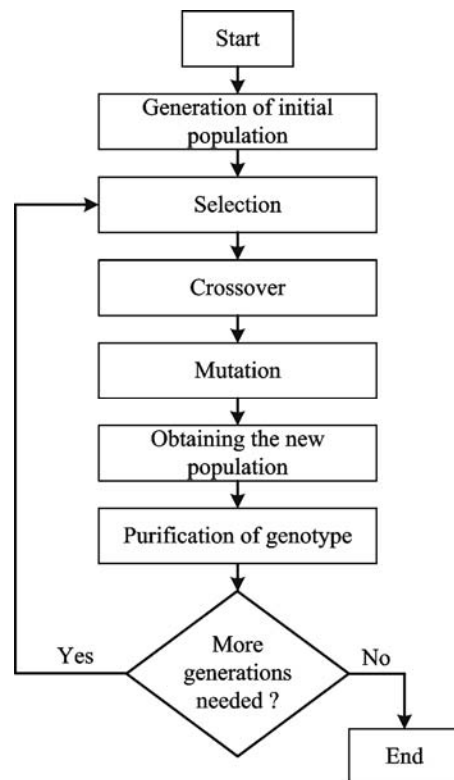 Start
Generation of initial
population
Selection
Crossover
Mutation
Obtaining the new
population
Purification of genotype
More
generations
needed ?
Yes
No
End